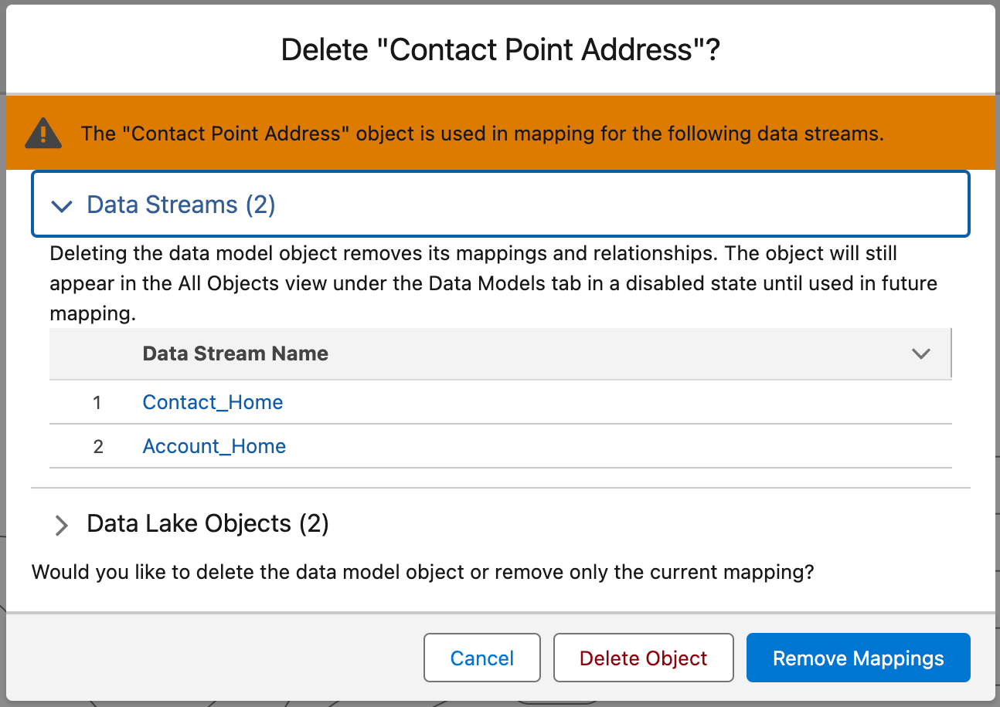 Delete "Contact Point Address"?
The "Contact Point Address" object is used in mapping for the following data streams.
Data Streams (2)
Deleting the data model object removes its mappings and relationships. The object will still
appear in the All Objects view under the Data Models tab in a disabled state until used in future
mapping.
Data Stream Name
1 Contact_Home
2 Account_Home
Data Lake Objects (2)
Would you like to delete the data model object or remove only the current mapping?
Cancel Delete Object Remove Mappings